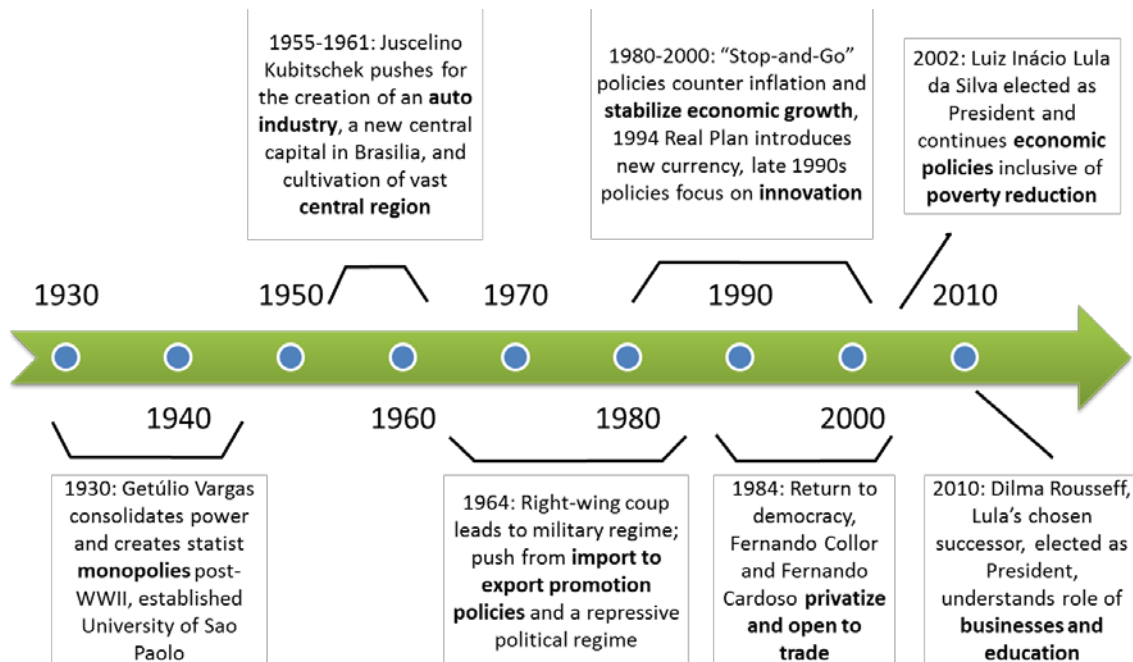 1955-1961: Juscelino
Kubitschek pushes for
the creation of an auto
industry, a new central
capital in Brasilia, and
cultivation of vast
central region
1980-2000: “Stop-and-Go”
policies counter inflation and
stabilize economic growth,
1994 Real Plan introduces
new currency, late 1990s
policies focus on innovation
2002: Luiz Inácio Lula
da Silva elected as
President and
continues economic
policies inclusive of
poverty reduction
1930
1950
1970
1990
2010
1940
1960
1980
2000
1930: Getúlio Vargas
consolidates power
and creates statist
monopolies post-
WWII, established
University of Sao
Paolo
1964: Right-wing coup
leads to military regime;
push from import to
export promotion
policies and a repressive
political regime
1984: Return to
democracy,
Fernando Collor
and Fernando
Cardoso privatize
and open to
trade
2010: Dilma Rousseff,
Lula’s chosen
successor, elected as
President,
understands role of
businesses and
education